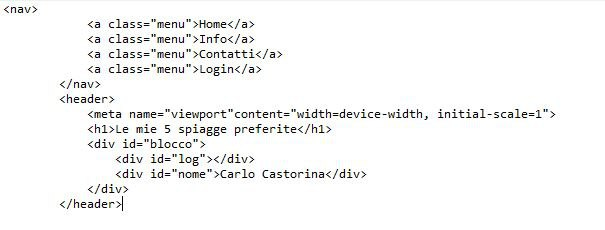 <nav>
<a class="menu">Home</a>
<a class="menu">Info</a>
<a class="menu">Contatti</a>
<a class="menu">Login</a>
</nav>
<header>
<meta name="viewport"content="width=device-width, initial-scale=1">
<h1>Le mie 5 spiagge preferite</h1>
<div id="blocco">
<div id="log"></div>
<div id="nome">Carlo Castorina</div>
</div>
</header>